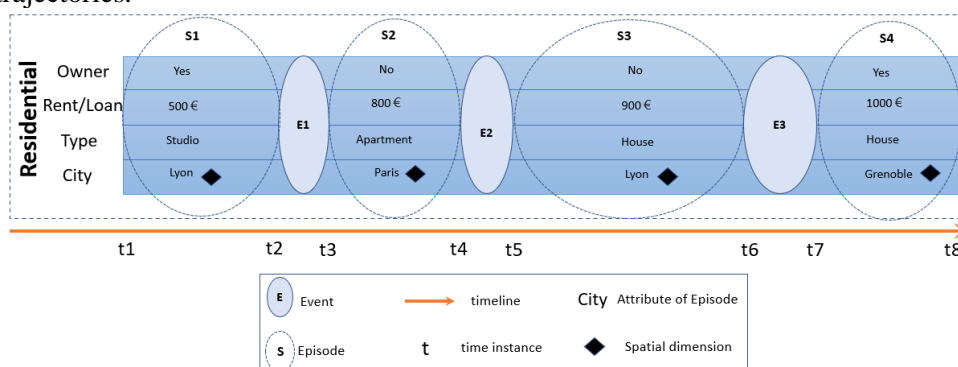 trajectories.
S1 S2 S3 S4
Residential
Owner Yes No No Yes
Rent/Loan 500 € 800 € 900 € 1000 €
E1 E2 E3
Type Studio Apartment House House
City Lyon Paris Lyon Grenoble
t1 t2 t3 t4 t5 t6 t7 t8
E Event timeline City Attribute of Episode
S Episode t time instance Spatial dimension